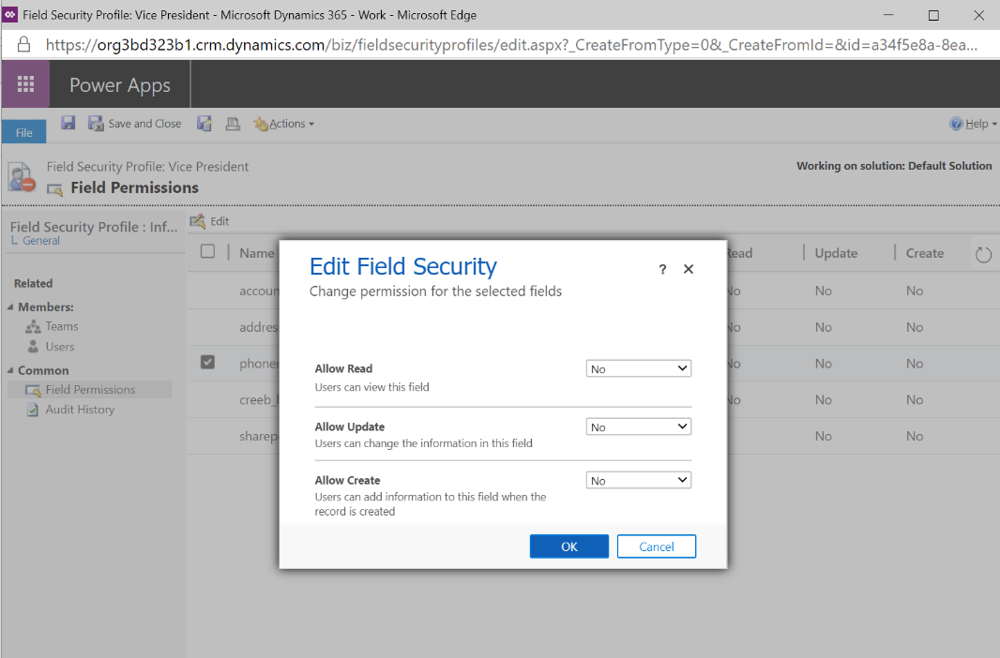 Field Security Profile: Vice President - Microsoft Dynamics 365 - Work - Microsoft Edge
https://org3bd323b1.crm.dynamics.com/biz/fieldsecurityprofiles/edit.aspx?_CreateFromType=0&_CreateFromId=&id=a34f5e8a-8ea...
Power Apps
File Save and Close Actions Help
Field Security Profile: Vice President
Field Permissions
Working on solution: Default Solution
Field Security Profile : Inf...
General
Related
Members:
Teams
Users
Common
Field Permissions
Audit History
Edit
Name Read Update Create
accoun No No No
addres No No No
phone No No No
creeb_ No No No
sharep No No
Edit Field Security
? ✕
Change permission for the selected fields
Allow Read No
Users can view this field
Allow Update No
Users can change the information in this field
Allow Create No
Users can add information to this field when the
record is created
OK Cancel